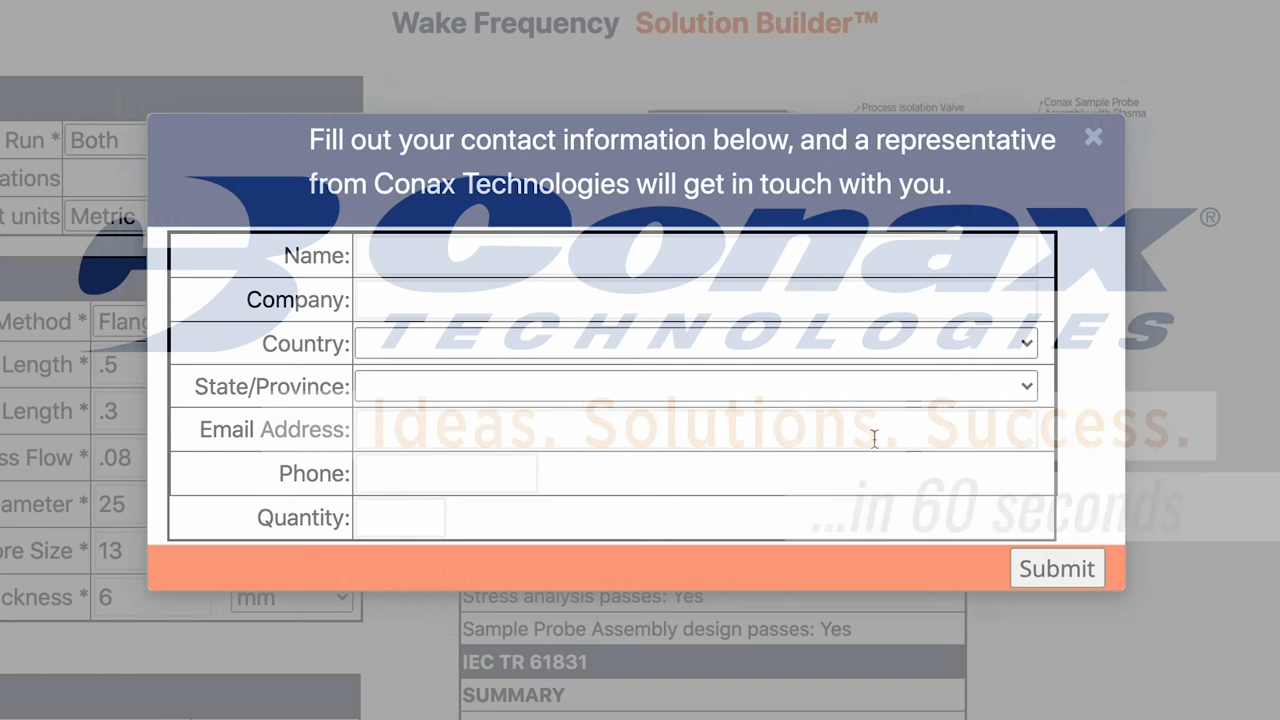 Wake Frequency Solution Builder™
Process Isolation Valve
Conax Sample Probe
Assembly with Plasma
Run * Both
ations
t units Metric
Method * Flang
Length * .5
Length * .3
ss Flow * .08
ameter * 25
ore Size * 13
ckness * 6 mm
Fill out your contact information below, and a representative
from Conax Technologies will get in touch with you.
×
Name:
Company:
Country:
State/Province:
Email Address:
Phone:
Quantity:
Submit
Conax®
TECHNOLOGIES
Ideas. Solutions. Success.
...in 60 seconds
Stress analysis passes: Yes
Sample Probe Assembly design passes: Yes
IEC TR 61831
SUMMARY